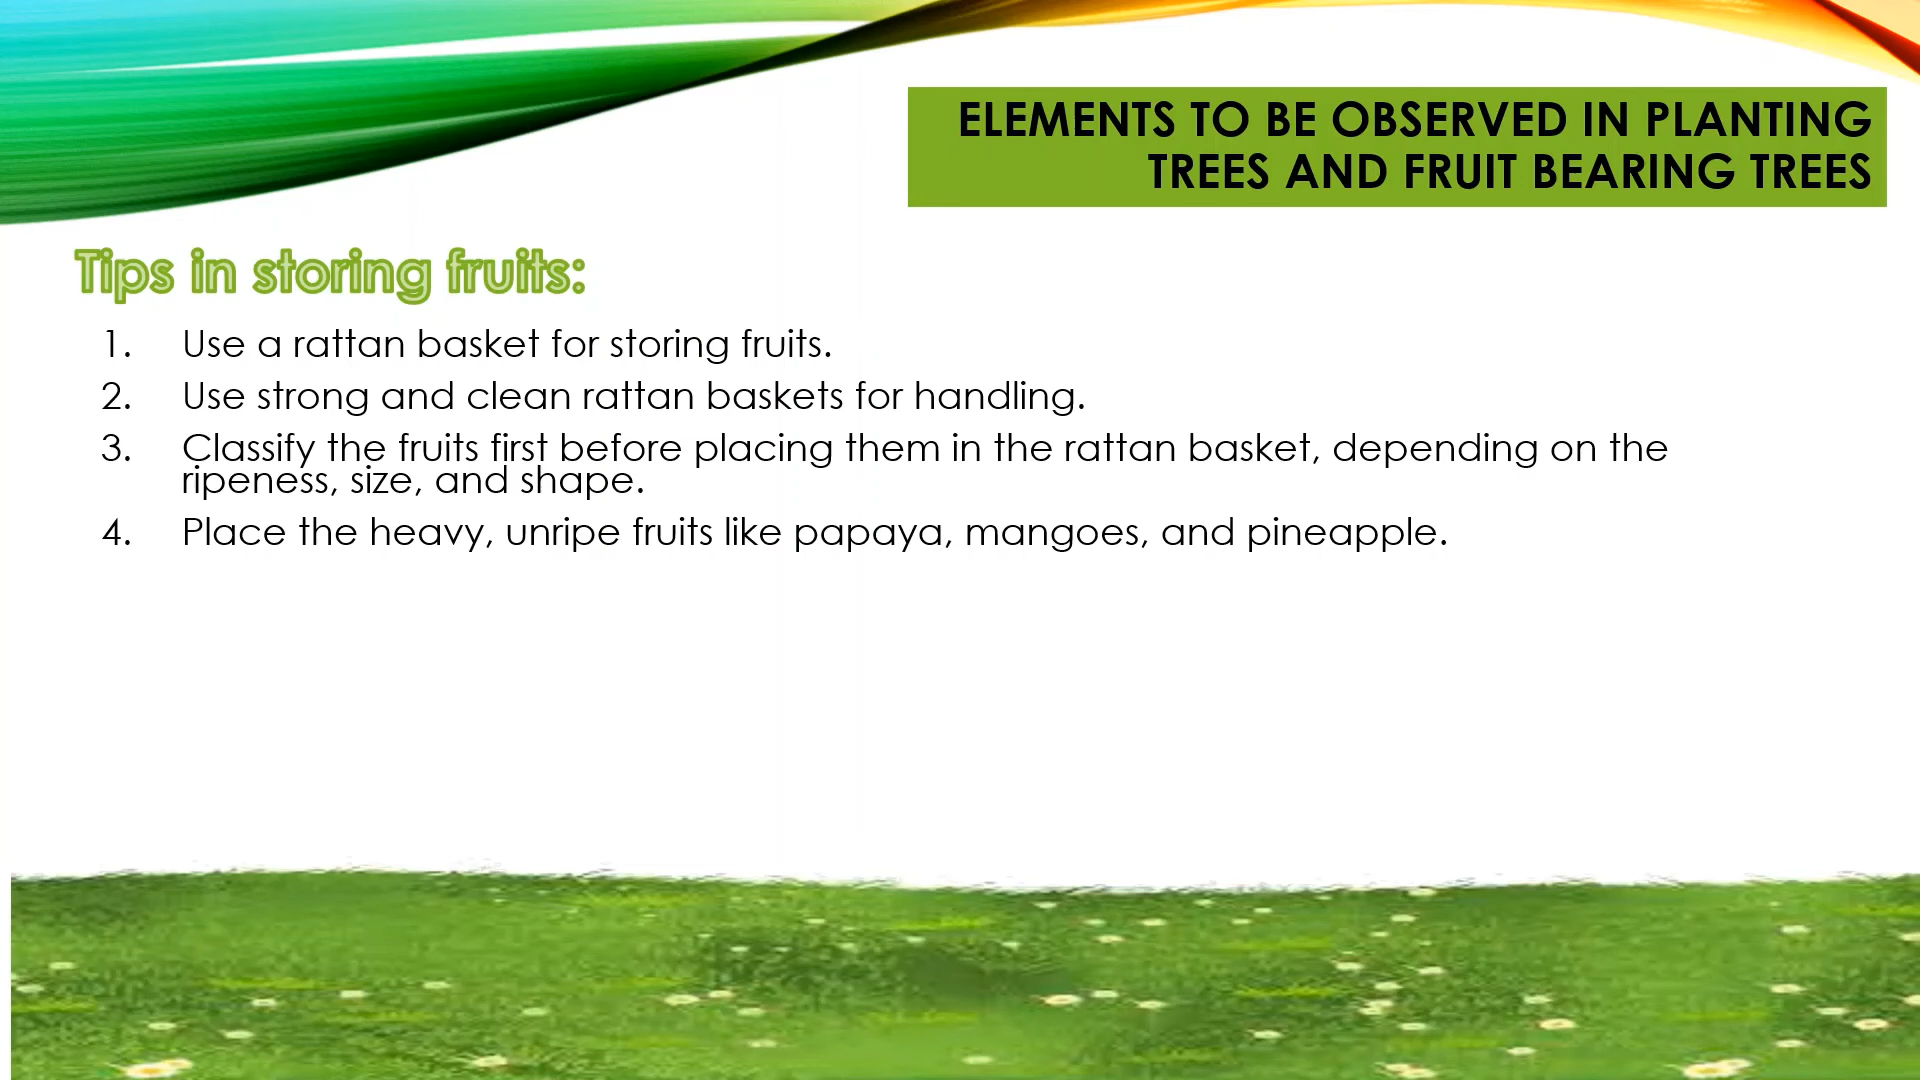 ELEMENTS TO BE OBSERVED IN PLANTING
TREES AND FRUIT BEARING TREES
Tips in storing fruits:
1. Use a rattan basket for storing fruits.
2. Use strong and clean rattan baskets for handling.
3. Classify the fruits first before placing them in the rattan basket, depending on the
ripeness, size, and shape.
4. Place the heavy, unripe fruits like papaya, mangoes, and pineapple.